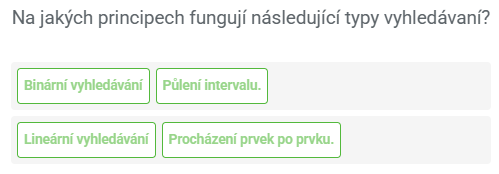 Na jakých principech fungují následující typy vyhledávaní?
Binární vyhledávání Půlení intervalu.
Lineární vyhledávání Procházení prvek po prvku.